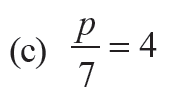 (c) p/7 = 4